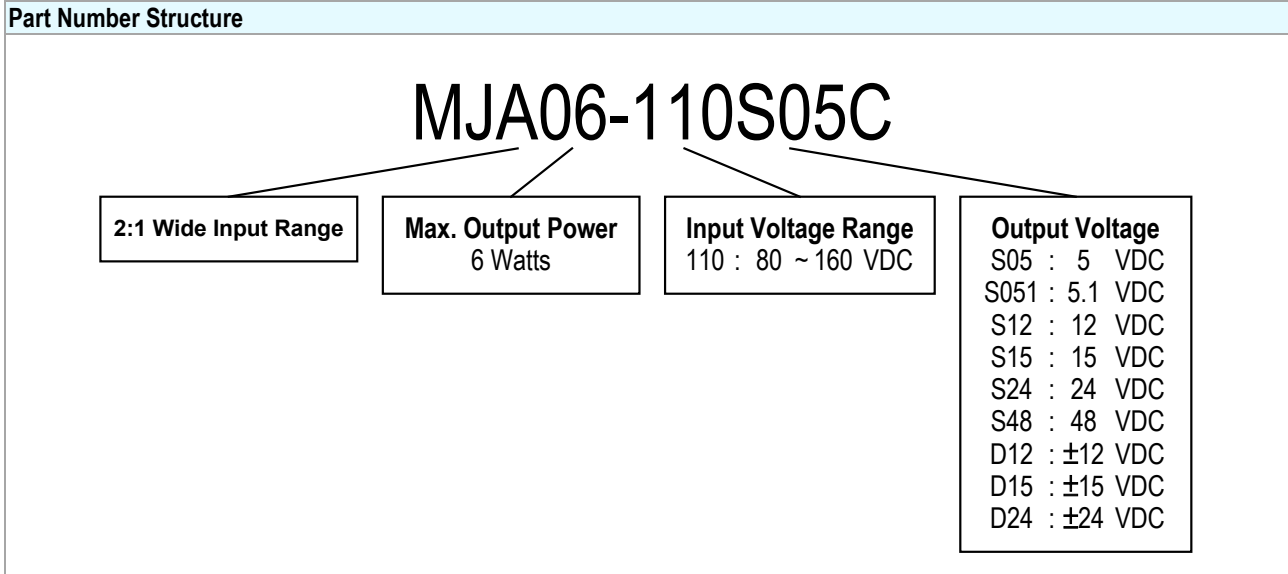 Part Number Structure
MJA06-110S05C
2:1 Wide Input Range
Max. Output Power
6 Watts
Input Voltage Range
110 : 80 ~ 160 VDC
Output Voltage
S05 : 5 VDC
S051 : 5.1 VDC
S12 : 12 VDC
S15 : 15 VDC
S24 : 24 VDC
S48 : 48 VDC
D12 : ±12 VDC
D15 : ±15 VDC
D24 : ±24 VDC